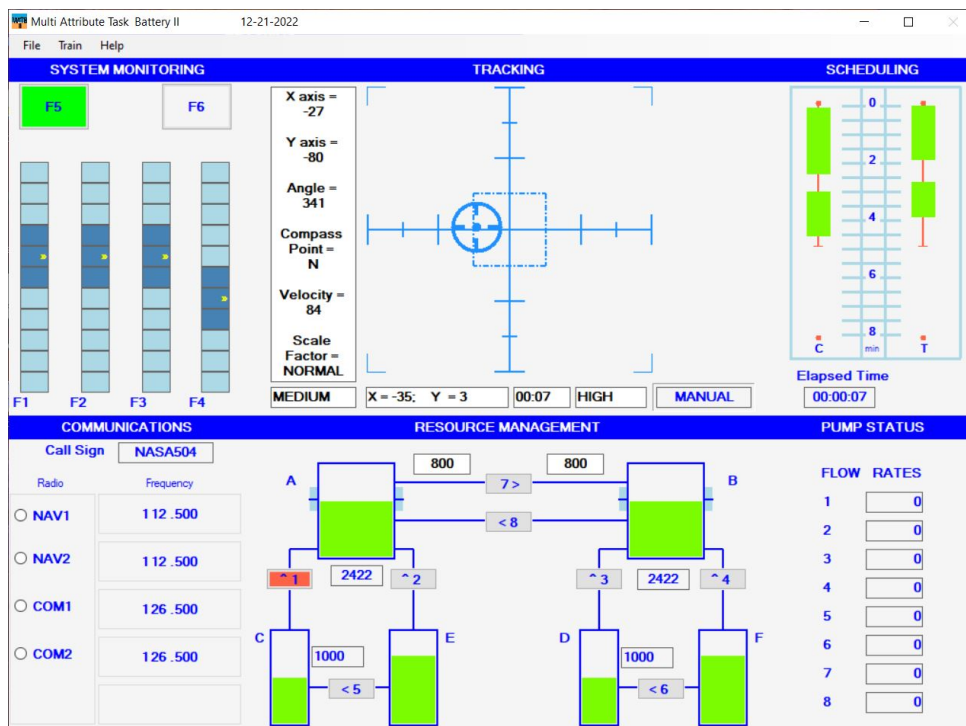 Multi Attribute Task Battery II 12-21-2022
File Train Help
SYSTEM MONITORING
F5
F6
F1 F2 F3 F4
TRACKING
X axis =
-27
Y axis =
-80
Angle =
341
Compass
Point =
N
Velocity =
84
Scale
Factor =
NORMAL
MEDIUM X = -35; Y = 3 00:07 HIGH MANUAL
SCHEDULING
0
2
4
6
8
C min T
Elapsed Time
00:00:07
COMMUNICATIONS
Call Sign NASA504
Radio Frequency
NAV1 112.500
NAV2 112.500
COM1 126.500
COM2 126.500
RESOURCE MANAGEMENT
800 800
A 7 > B
< 8
^ 1 2422 ^ 2 ^ 3 2422 ^ 4
C E D F
1000 1000
< 5 < 6
PUMP STATUS
FLOW RATES
1 0
2 0
3 0
4 0
5 0
6 0
7 0
8 0